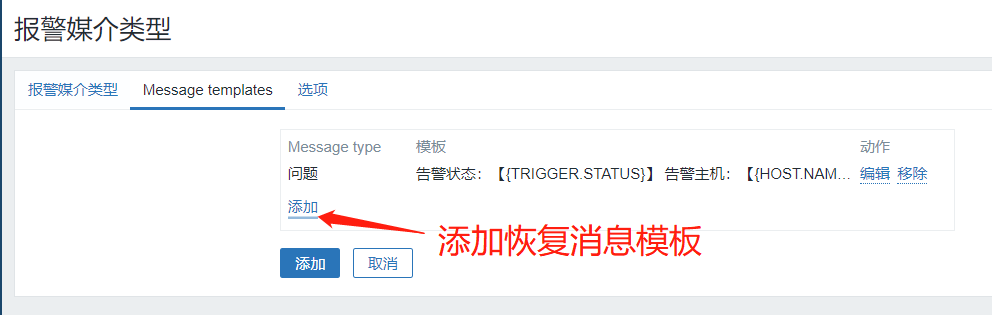 报警媒介类型
报警媒介类型 Message templates 选项
Message type 模板 动作
问题 告警状态：【{TRIGGER.STATUS}】 告警主机：【{HOST.NAM... 编辑 移除
添加
添加恢复消息模板
添加 取消